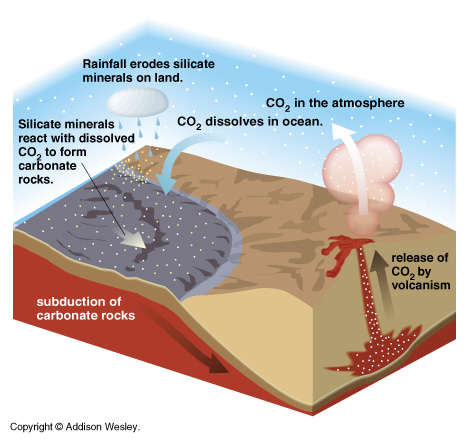 Rainfall erodes silicate
minerals on land.
CO₂ in the atmosphere
Silicate minerals
react with dissolved
CO₂ to form
carbonate
rocks.
CO₂ dissolves in ocean.
release of
CO₂ by
volcanism
subduction of
carbonate rocks
Copyright © Addison Wesley.